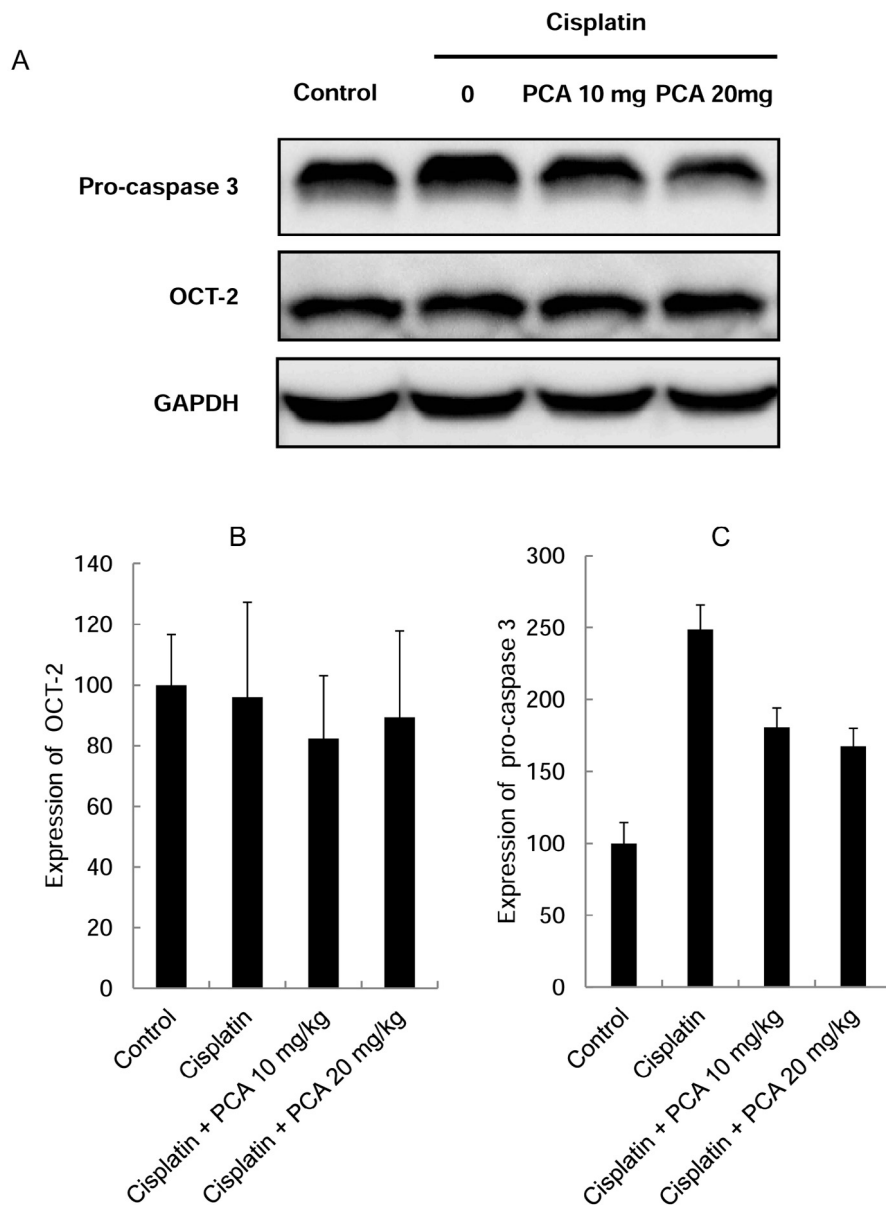 Cisplatin
A
Control 0 PCA 10 mg PCA 20mg
Pro-caspase 3
OCT-2
GAPDH
B
Expression of OCT-2
140
120
100
80
60
40
20
0
Control
Cisplatin
Cisplatin + PCA 10 mg/kg
Cisplatin + PCA 20 mg/kg
C
Expression of pro-caspase 3
300
250
200
150
100
50
0
Control
Cisplatin
Cisplatin + PCA 10 mg/kg
Cisplatin + PCA 20 mg/kg